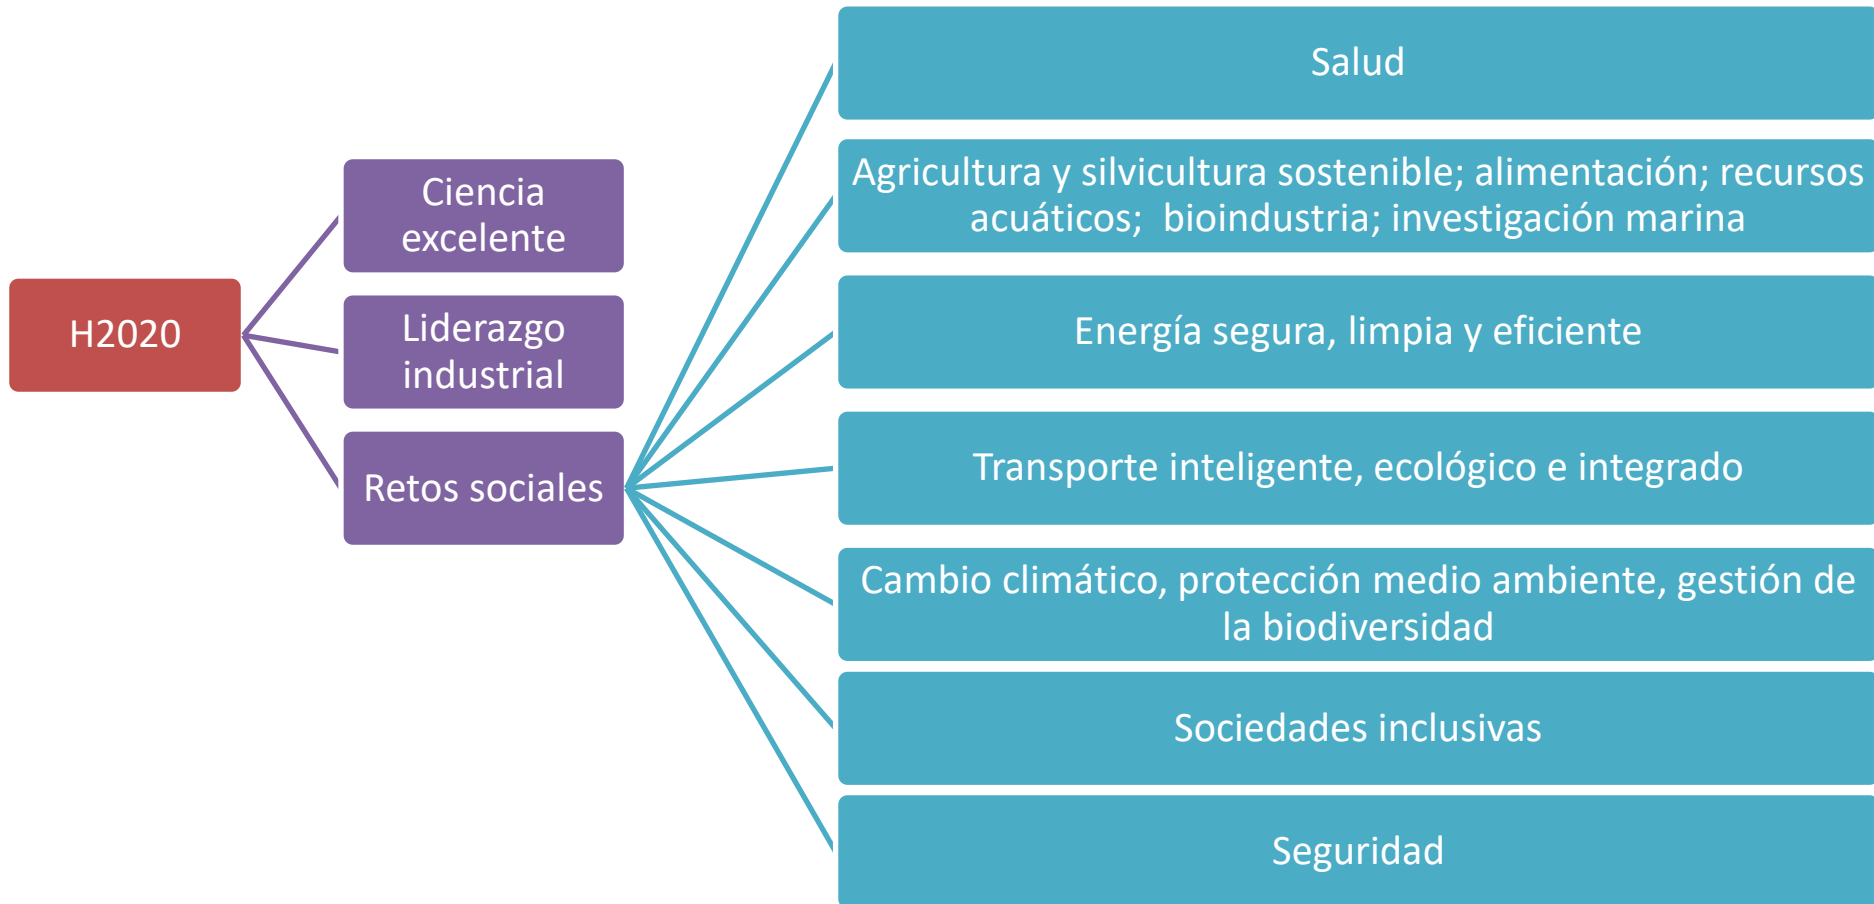 H2020
Ciencia
excelente
Liderazgo
industrial
Retos sociales
Salud
Agricultura y silvicultura sostenible; alimentación; recursos
acuáticos;  bioindustria; investigación marina
Energía segura, limpia y eficiente
Transporte inteligente, ecológico e integrado
Cambio climático, protección medio ambiente, gestión de
la biodiversidad
Sociedades inclusivas
Seguridad